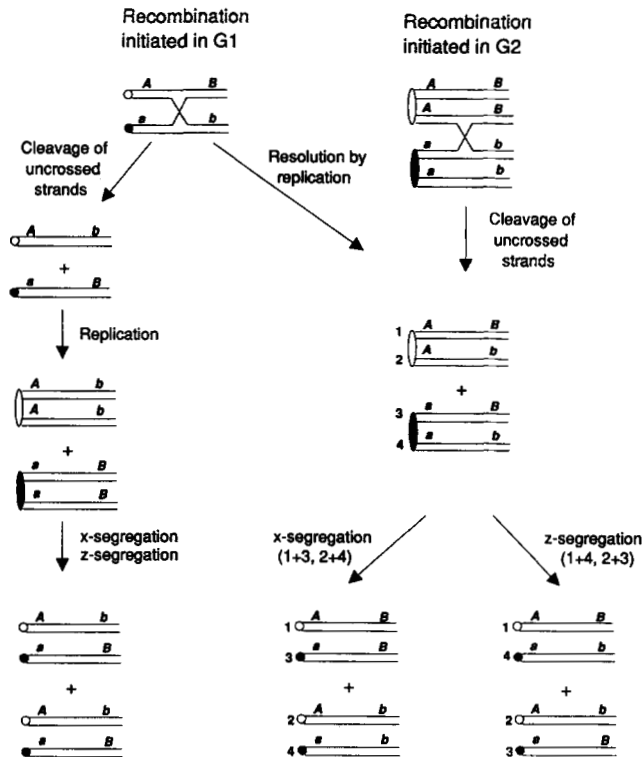 Recombination
initiated in G1
Recombination
initiated in G2
A B
a b
A B
A B
a b
a b
Cleavage of
uncrossed
strands
Resolution by
replication
Cleavage of
uncrossed
strands
A b
+
a B
Replication
1 A B
2 A b
+
3 a B
4 a b
A b
A b
+
a B
a B
x-segregation
z-segregation
x-segregation
(1+3, 2+4)
z-segregation
(1+4, 2+3)
A b
a B
+
A b
a B
1 A B
3 a B
+
2 A b
4 a b
1 A B
4 a b
+
2 A b
3 a B